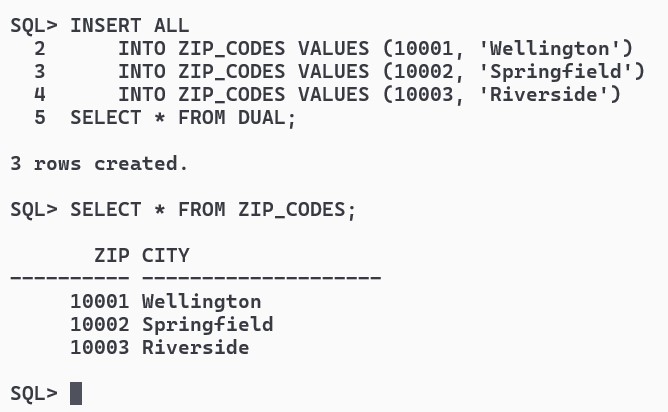 SQL> INSERT ALL
  2      INTO ZIP_CODES VALUES (10001, 'Wellington')
  3      INTO ZIP_CODES VALUES (10002, 'Springfield')
  4      INTO ZIP_CODES VALUES (10003, 'Riverside')
  5  SELECT * FROM DUAL;

3 rows created.

SQL> SELECT * FROM ZIP_CODES;

       ZIP CITY
---------- --------------------
     10001 Wellington
     10002 Springfield
     10003 Riverside

SQL>